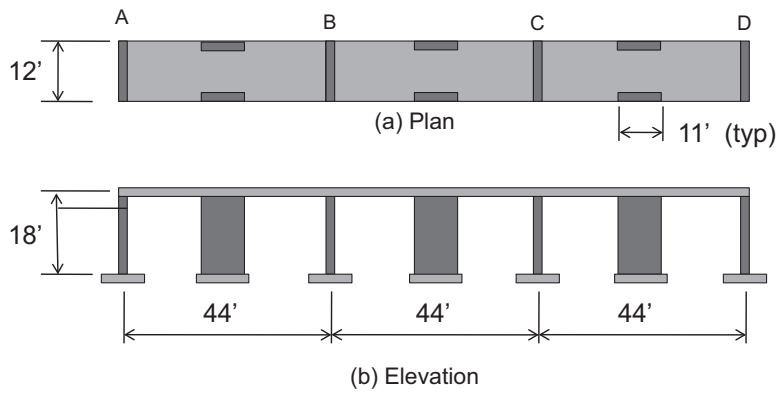 A B C D
12’
(a) Plan
11’ (typ)
18’
44’ 44’ 44’
(b) Elevation